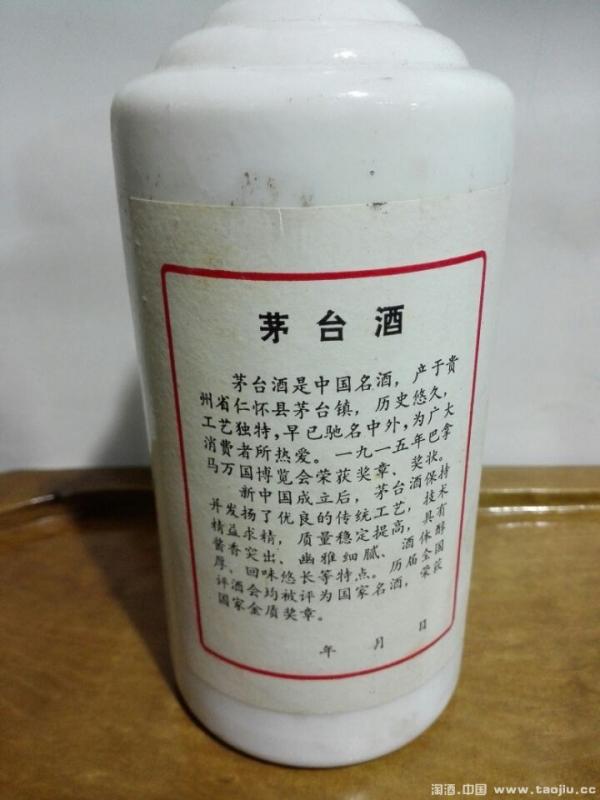 茅台酒
茅台酒是中国名酒，产于贵
州省仁怀县茅台镇，历史悠久，
工艺独特，早已驰名中外，为广大
消费者所热爱。一九一五年巴拿
马万国博览会荣获奖章、奖状。
新中国成立后，茅台酒保持
并发扬了优良的传统工艺，技术
精益求精，质量稳定提高，具有
酱香突出、幽雅细腻、酒体醇
厚、回味悠长等特点。历届全国
评酒会均被评为国家名酒，荣获
国家金质奖章。
年 月 日
淘酒.中国 www.taojiu.cc